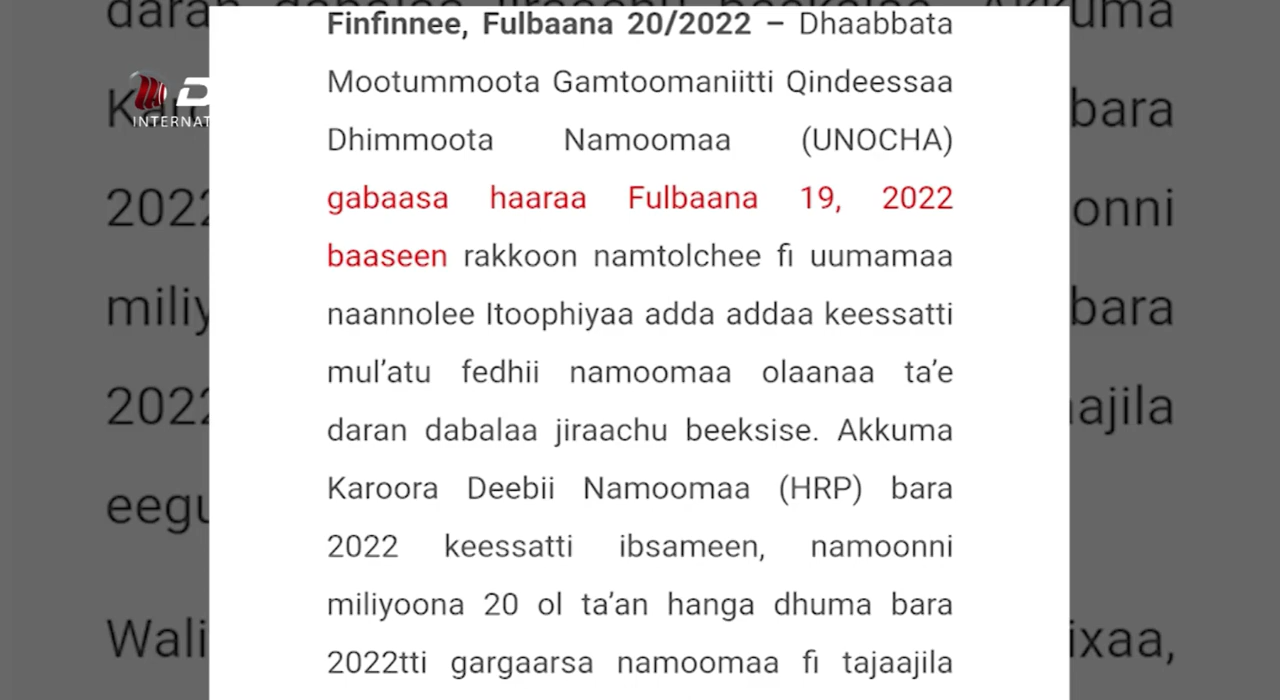 Finfinnee, Fulbaana 20/2022 – Dhaabbata
Mootummoota Gamtoomaniitti Qindeessaa
Dhimmoota Namoomaa (UNOCHA)
gabaasa haaraa Fulbaana 19, 2022
baaseen rakkoon namtolchee fi uumamaa
naannolee Itoophiyaa adda addaa keessatti
mul’atu fedhii namoomaa olaanaa ta’e
daran dabalaa jiraachu beeksise. Akkuma
Karoora Deebii Namoomaa (HRP) bara
2022 keessatti ibsameen, namoonni
miliyoona 20 ol ta’an hanga dhuma bara
2022tti gargaarsa namoomaa fi tajaajila